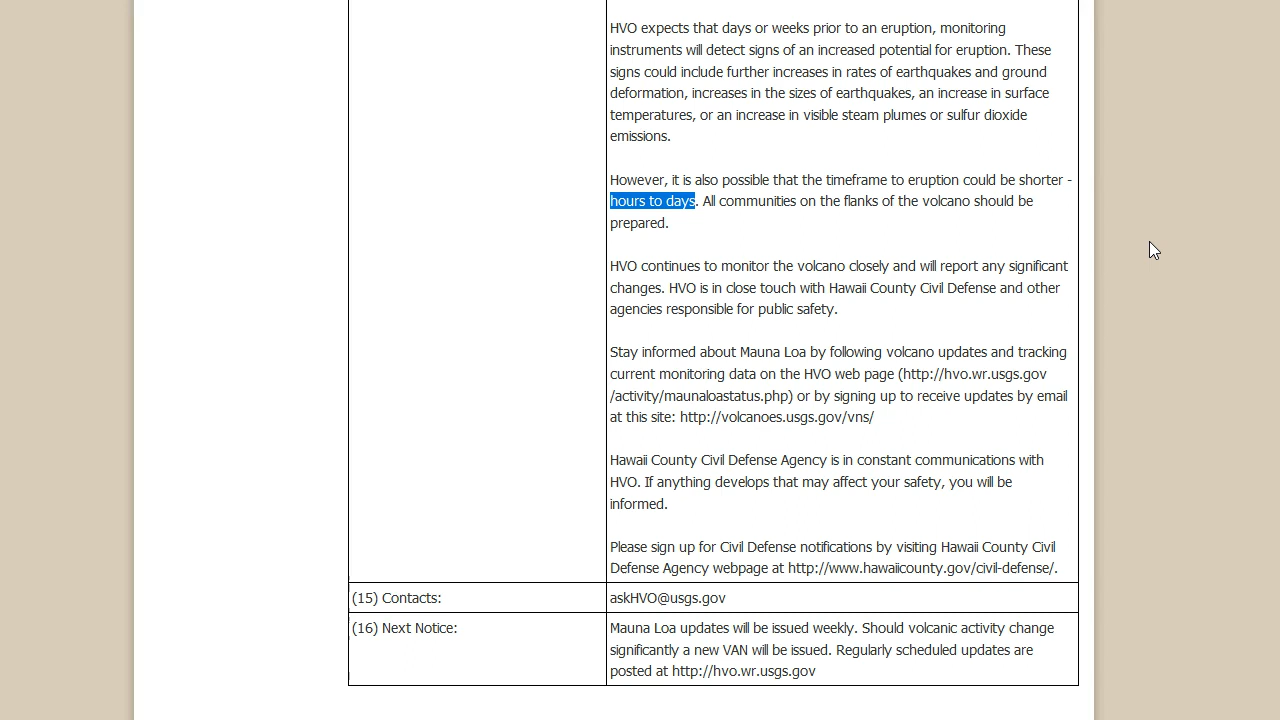 HVO expects that days or weeks prior to an eruption, monitoring
instruments will detect signs of an increased potential for eruption. These
signs could include further increases in rates of earthquakes and ground
deformation, increases in the sizes of earthquakes, an increase in surface
temperatures, or an increase in visible steam plumes or sulfur dioxide
emissions.
However, it is also possible that the timeframe to eruption could be shorter -
hours to days. All communities on the flanks of the volcano should be
prepared.
HVO continues to monitor the volcano closely and will report any significant
changes. HVO is in close touch with Hawaii County Civil Defense and other
agencies responsible for public safety.
Stay informed about Mauna Loa by following volcano updates and tracking
current monitoring data on the HVO web page (http://hvo.wr.usgs.gov
/activity/maunaloastatus.php) or by signing up to receive updates by email
at this site: http://volcanoes.usgs.gov/vns/
Hawaii County Civil Defense Agency is in constant communications with
HVO. If anything develops that may affect your safety, you will be
informed.
Please sign up for Civil Defense notifications by visiting Hawaii County Civil
Defense Agency webpage at http://www.hawaiicounty.gov/civil-defense/.
(15) Contacts: askHVO@usgs.gov
(16) Next Notice: Mauna Loa updates will be issued weekly. Should volcanic activity change
significantly a new VAN will be issued. Regularly scheduled updates are
posted at http://hvo.wr.usgs.gov